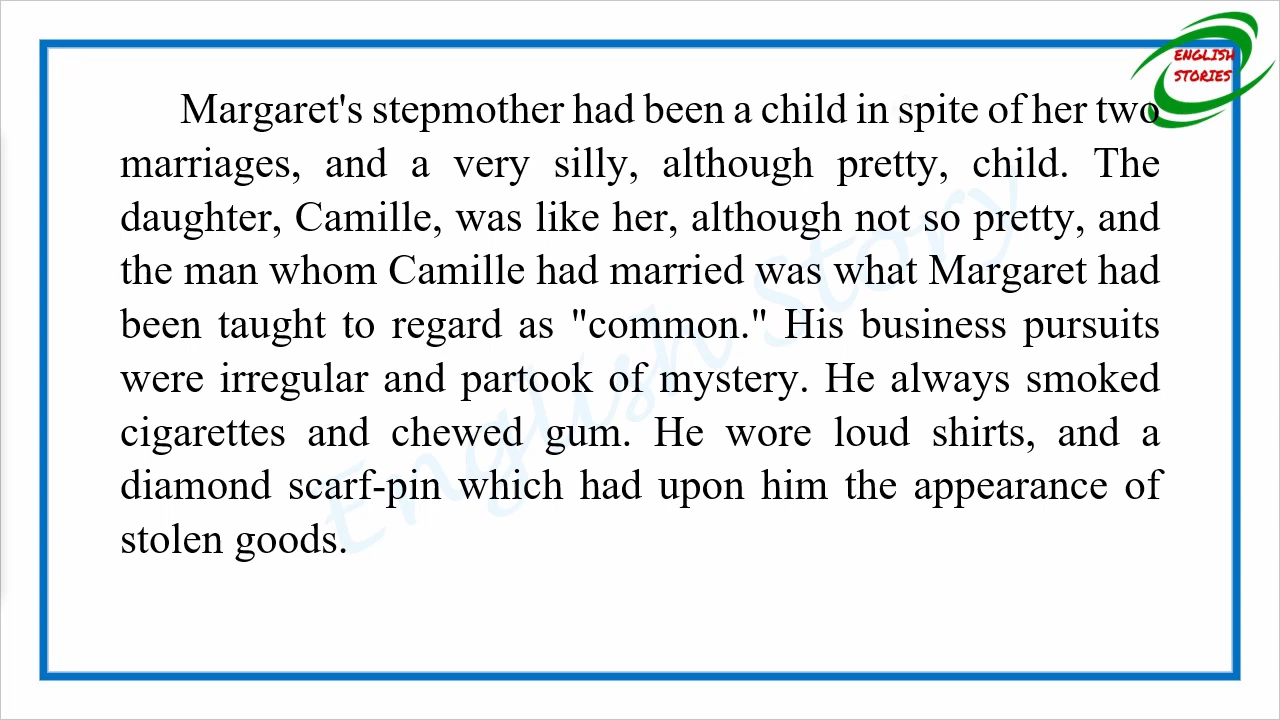 ENGLISH
STORIES
Margaret's stepmother had been a child in spite of her two
marriages, and a very silly, although pretty, child. The
daughter, Camille, was like her, although not so pretty, and
the man whom Camille had married was what Margaret had
been taught to regard as "common." His business pursuits
were irregular and partook of mystery. He always smoked
cigarettes and chewed gum. He wore loud shirts, and a
diamond scarf-pin which had upon him the appearance of
stolen goods.
English Story